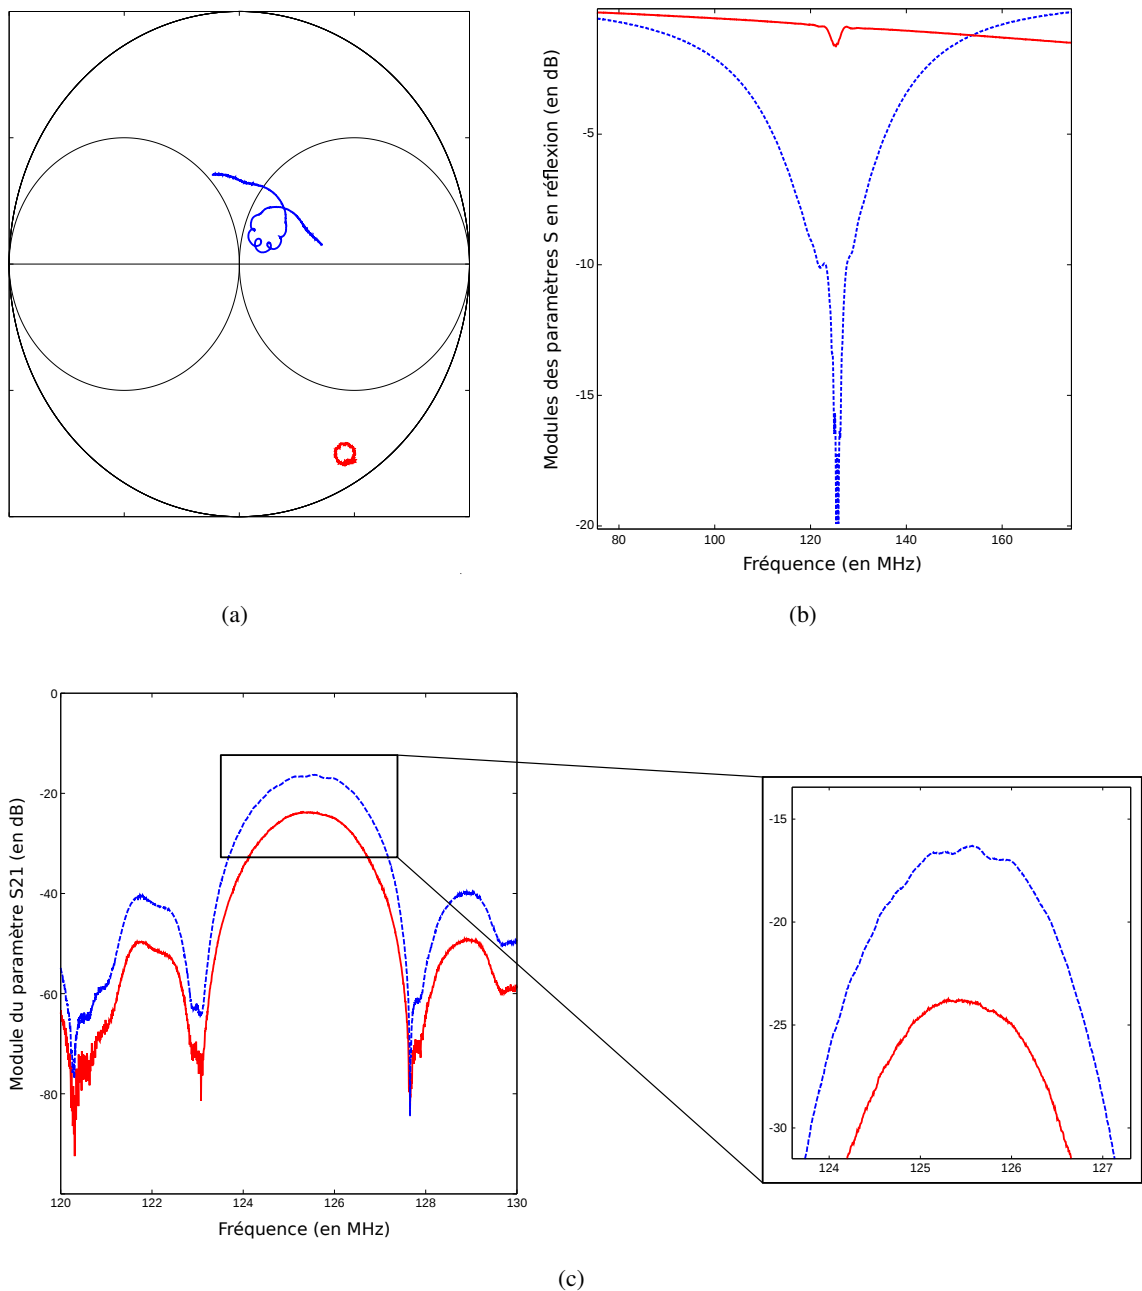 Modules des paramètres S en réflexion (en dB)
-5
-10
-15
-20
80 100 120 140 160
Fréquence (en MHz)
(a)
(b)
Module du paramètre S21 (en dB)
0
-20
-40
-60
-80
120 122 124 126 128 130
Fréquence (en MHz)
-15
-20
-25
-30
124 125 126 127
(c)